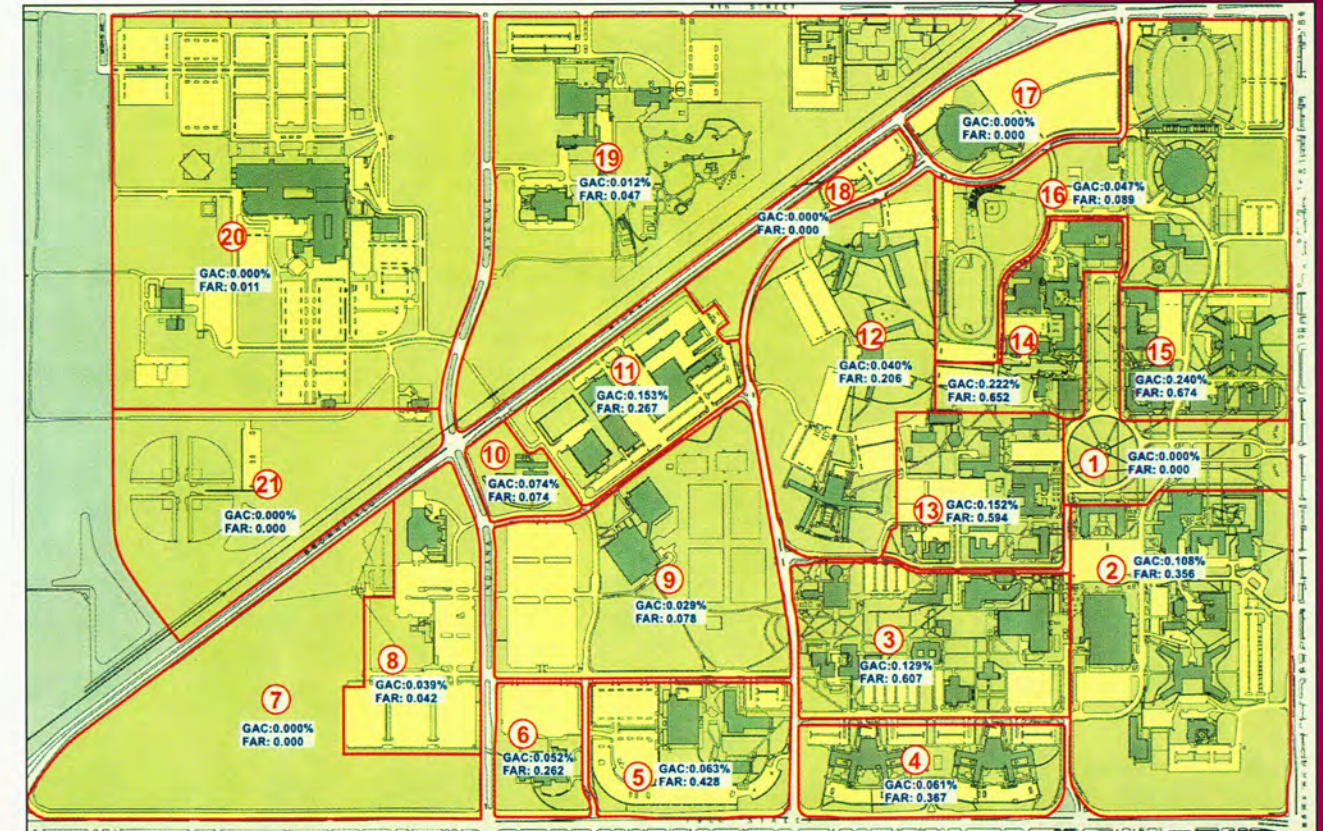 4TH STREET
17
GAC:0.000%
FAR: 0.000
19
GAC:0.012%
FAR: 0.047
18
GAC:0.000%
FAR: 0.000
16
GAC:0.047%
FAR: 0.089
AVENUE
20
GAC:0.000%
FAR: 0.011
12
GAC:0.040%
FAR: 0.206
14
GAC:0.222%
FAR: 0.652
15
GAC:0.240%
FAR: 0.674
11
GAC:0.153%
FAR: 0.267
10
GAC:0.074%
FAR: 0.074
1
GAC:0.000%
FAR: 0.000
21
GAC:0.000%
FAR: 0.000
13
GAC:0.152%
FAR: 0.594
INDIANA
9
GAC:0.029%
FAR: 0.078
2
GAC:0.108%
FAR: 0.356
3
GAC:0.129%
FAR: 0.607
8
GAC:0.039%
FAR: 0.042
7
GAC:0.000%
FAR: 0.000
6
GAC:0.052%
FAR: 0.262
5
GAC:0.063%
FAR: 0.428
4
GAC:0.061%
FAR: 0.367